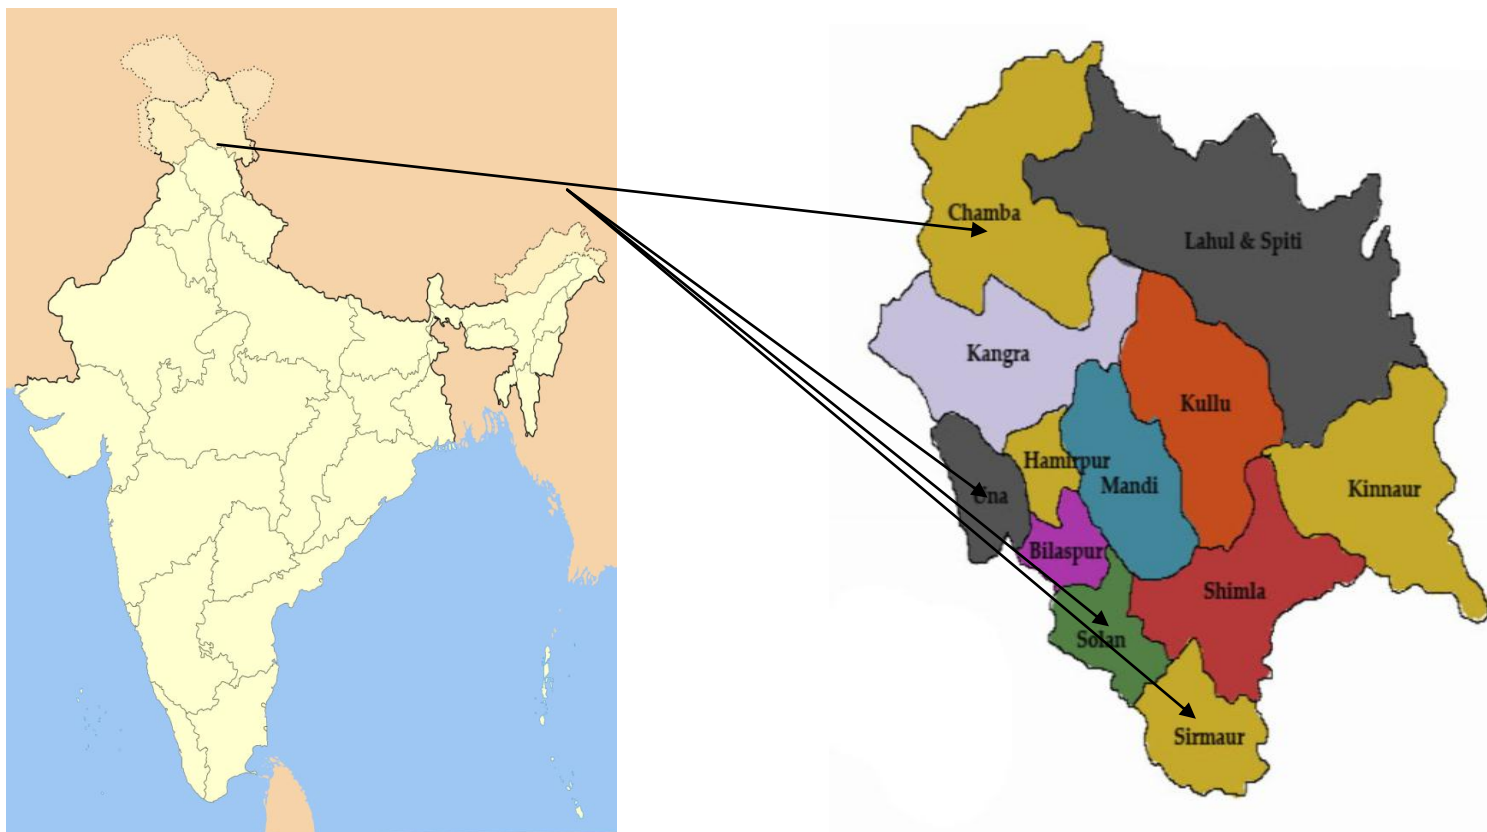 Chamba
Lahul & Spiti
Kangra
Kullu
Hamirpur
Mandi
Una
Kinnaur
Bilaspur
Shimla
Solan
Sirmaur